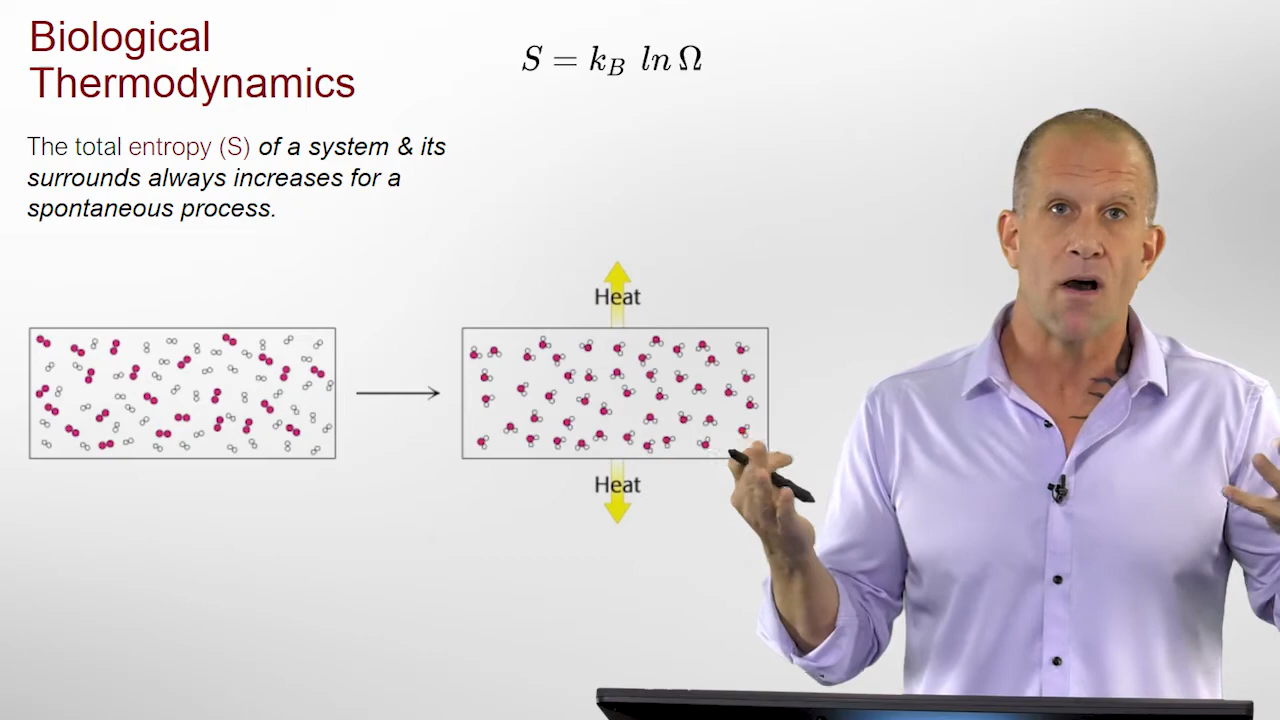 Biological
Thermodynamics
S = k_B ln Ω
The total entropy (S) of a system & its
surrounds always increases for a
spontaneous process.
Heat
Heat